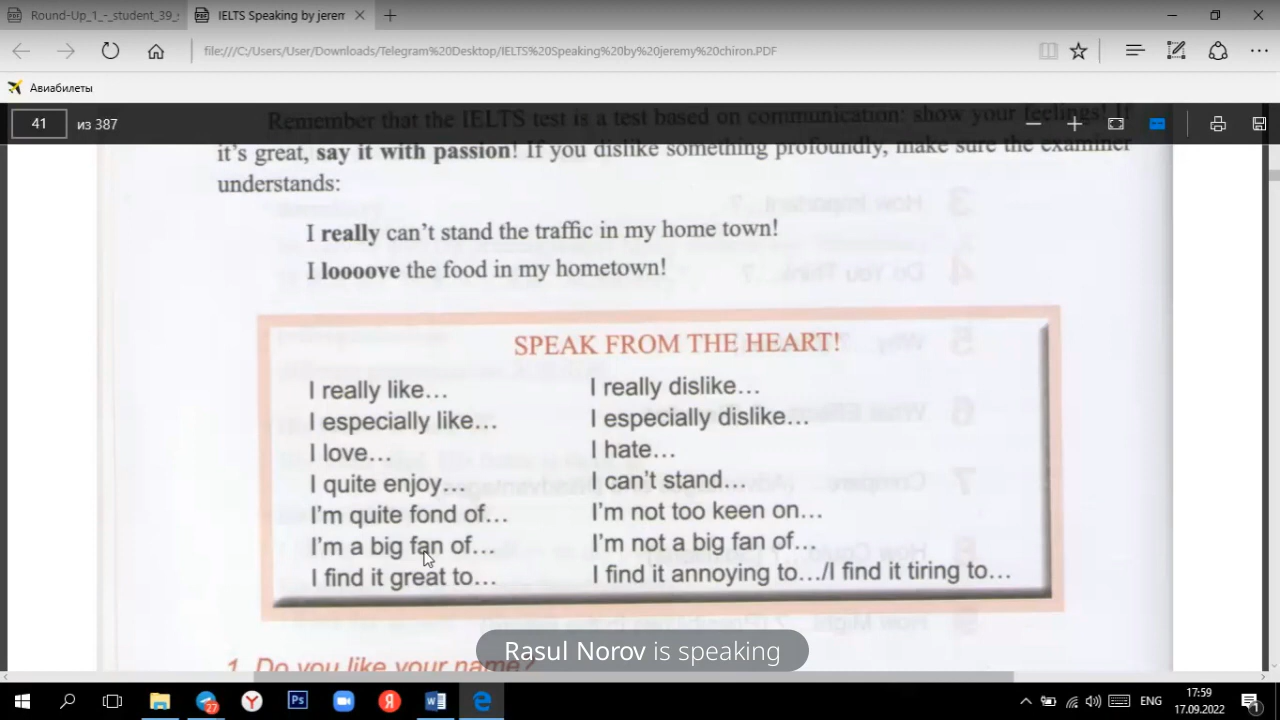 Round-Up_1_-_student_39_
IELTS Speaking by jerem
file:///C:/Users/User/Downloads/Telegram%20Desktop/IELTS%20Speaking%20by%20jeremy%20chiron.PDF
Авиабилеты
41 из 387
Remember that the IELTS test is a test based on communication: show your feelings! If
it's great, say it with passion! If you dislike something profoundly, make sure the examiner
understands:
I really can't stand the traffic in my home town!
I loooove the food in my hometown!
SPEAK FROM THE HEART!
I really like… I really dislike…
I especially like… I especially dislike…
I love… I hate…
I quite enjoy… I can't stand…
I'm quite fond of… I'm not too keen on…
I'm a big fan of… I'm not a big fan of…
I find it great to… I find it annoying to…/I find it tiring to…
Rasul Norov is speaking
1. Do you like your name?
77
ENG
17:59
17.09.2022
1